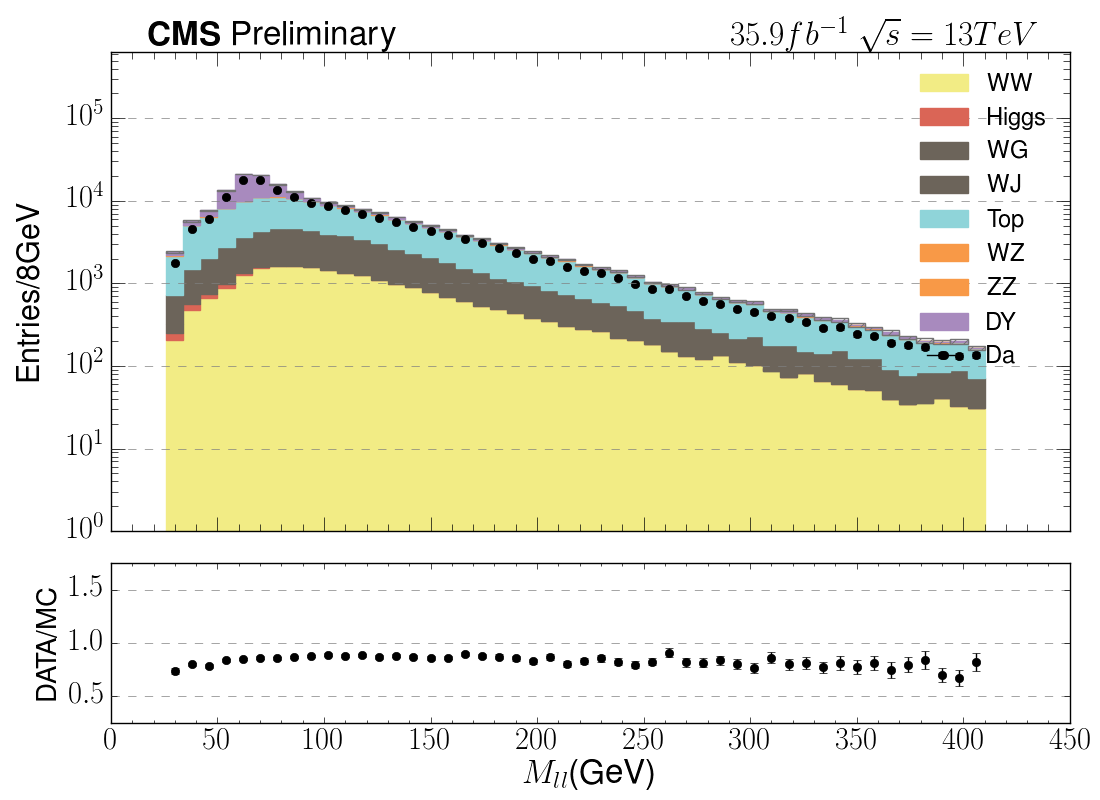 CMS Preliminary
35.9fb⁻¹ √s = 13TeV
Entries/8GeV
10⁵
10⁴
10³
10²
10¹
10⁰
WW
Higgs
WG
WJ
Top
WZ
ZZ
DY
Da
DATA/MC
1.5
1.0
0.5
0 50 100 150 200 250 300 350 400 450
M_{ll}(GeV)